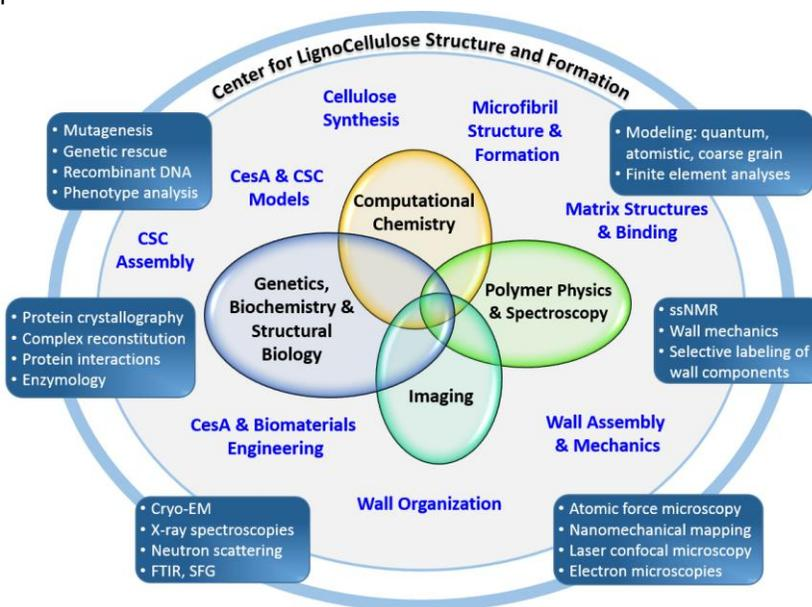 Center for LignoCellulose Structure and Formation
Cellulose
Synthesis
Microfibril
Structure &
Formation
• Mutagenesis
• Genetic rescue
• Recombinant DNA
• Phenotype analysis
• Modeling: quantum,
atomistic, coarse grain
• Finite element analyses
CesA & CSC
Models
Computational
Chemistry
Matrix Structures
& Binding
CSC
Assembly
Genetics,
Biochemistry &
Structural
Biology
Polymer Physics
& Spectroscopy
• Protein crystallography
• Complex reconstitution
• Protein interactions
• Enzymology
• ssNMR
• Wall mechanics
• Selective labeling of
wall components
Imaging
CesA & Biomaterials
Engineering
Wall Assembly
& Mechanics
Wall Organization
• Cryo-EM
• X-ray spectroscopies
• Neutron scattering
• FTIR, SFG
• Atomic force microscopy
• Nanomechanical mapping
• Laser confocal microscopy
• Electron microscopies